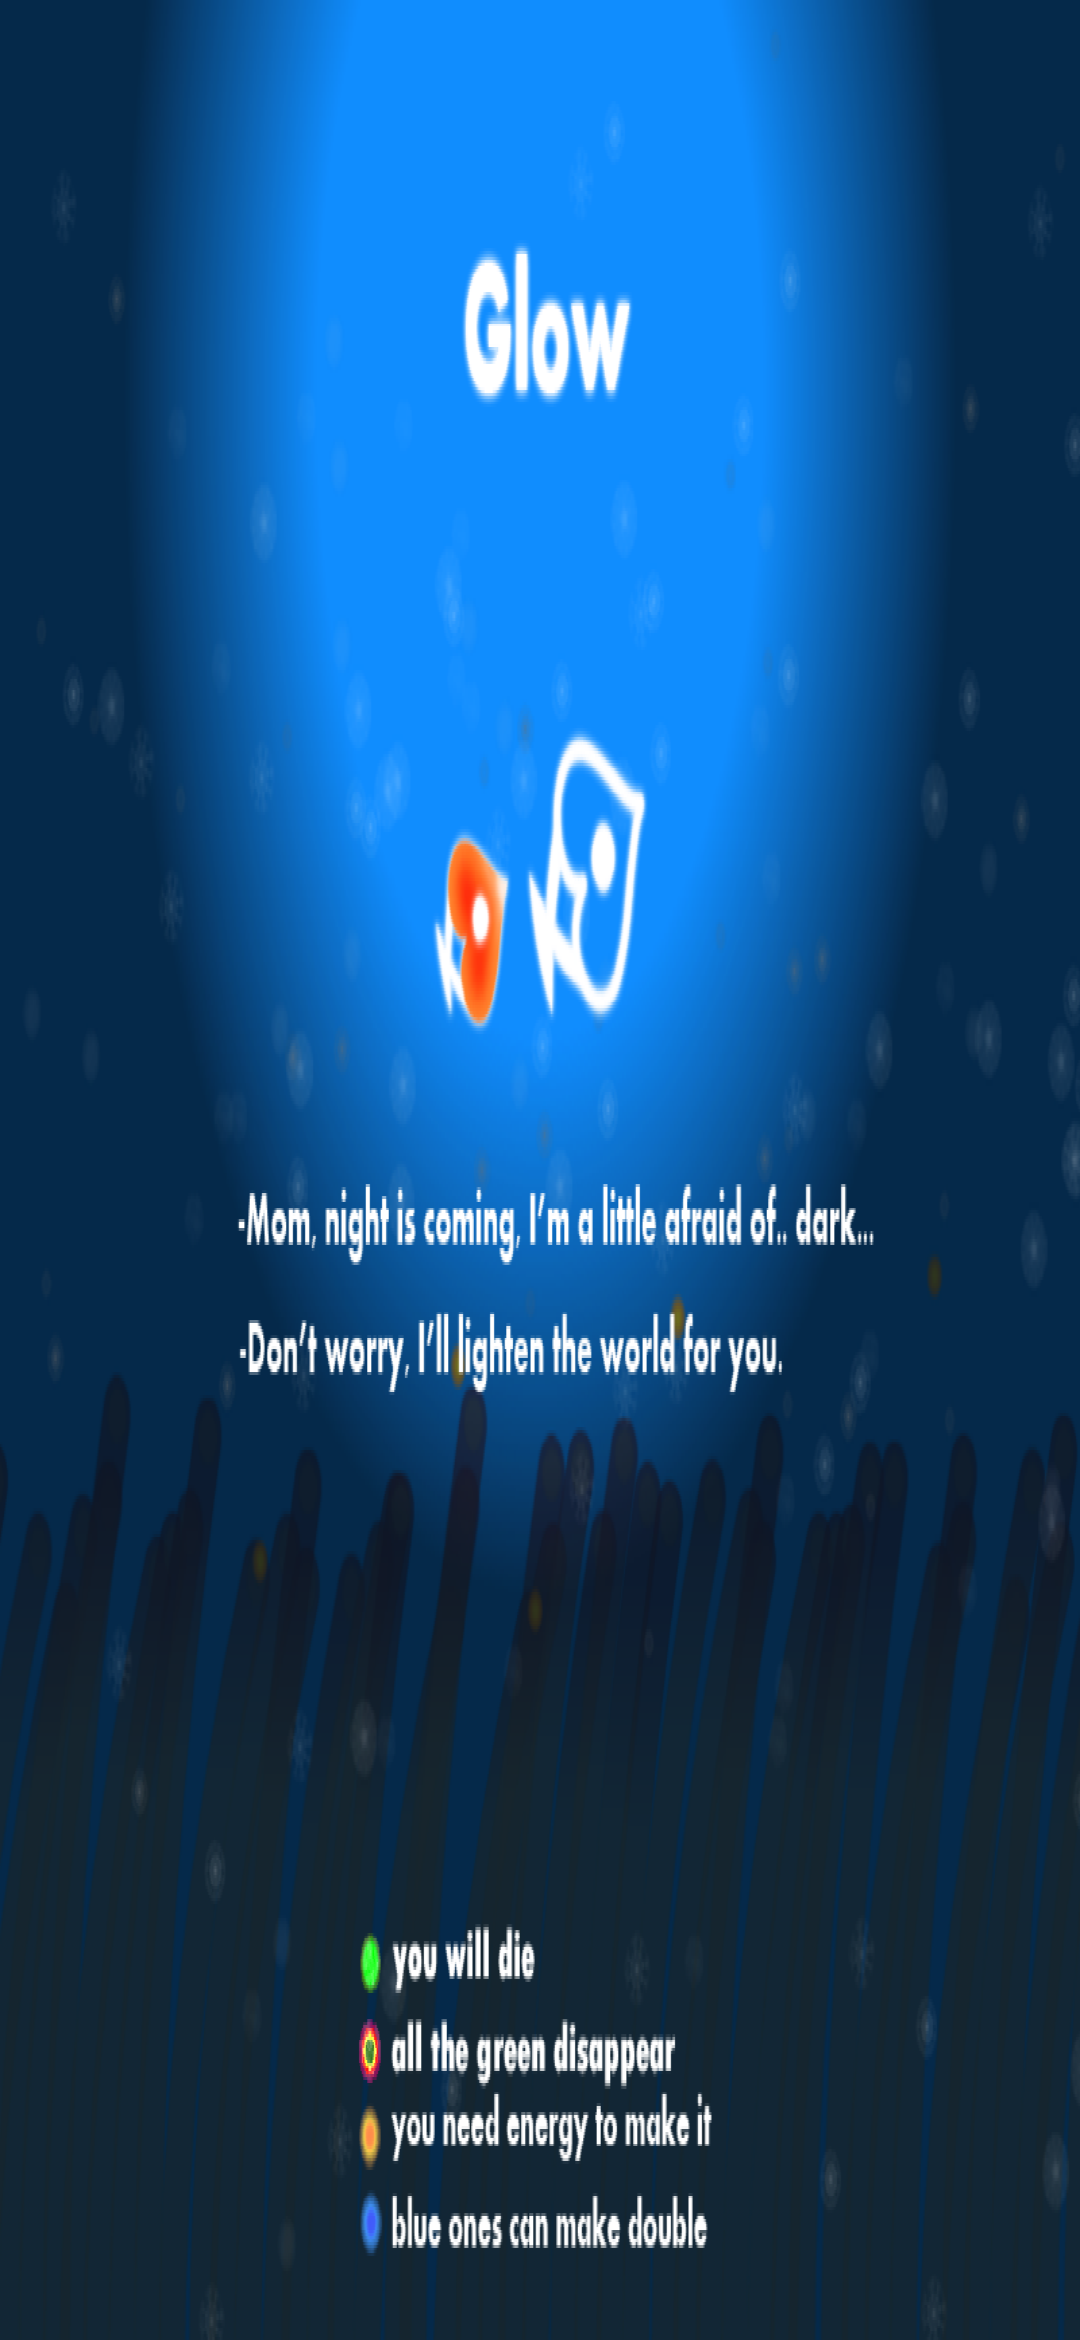 Glow
-Mom, night is coming, I'm a little afraid of.. dark...
-Don't worry, I'll lighten the world for you.
you will die
all the green disappear
you need energy to make it
blue ones can make double